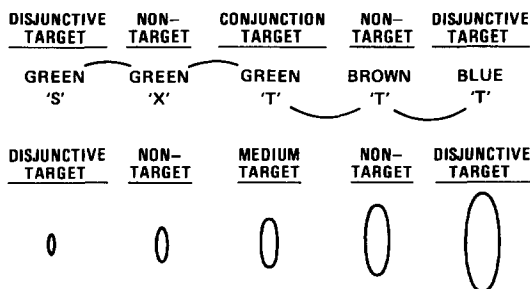 DISJUNCTIVE NON– CONJUNCTION NON– DISJUNCTIVE
TARGET TARGET TARGET TARGET TARGET
GREEN GREEN GREEN BROWN BLUE
'S' 'X' 'T' 'T' 'T'
DISJUNCTIVE NON– MEDIUM NON– DISJUNCTIVE
TARGET TARGET TARGET TARGET TARGET